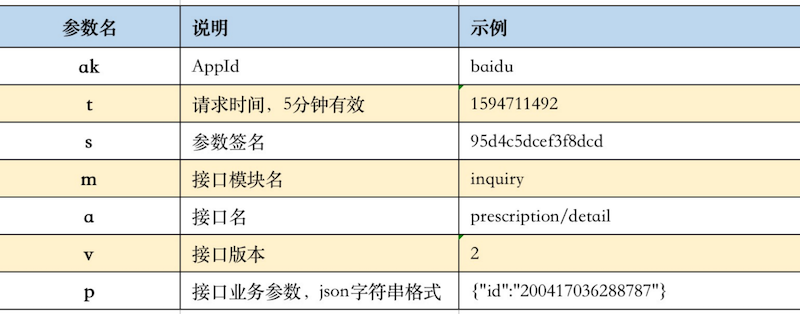 参数名 说明 示例
ak AppId baidu
t 请求时间，5分钟有效 1594711492
s 参数签名 95d4c5dcef3f8dcd
m 接口模块名 inquiry
a 接口名 prescription/detail
v 接口版本 2
p 接口业务参数，json字符串格式 {"id":"200417036288787"}